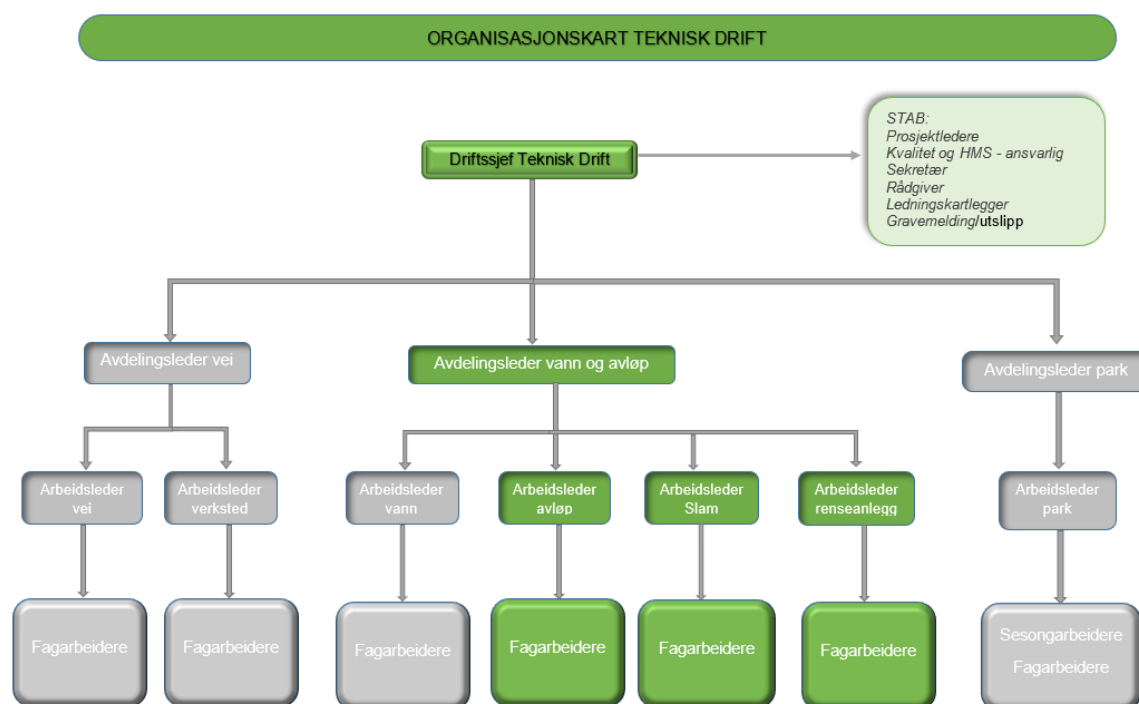 ORGANISASJONSKART TEKNISK DRIFT
STAB:
Prosjektledere
Kvalitet og HMS - ansvarlig
Sekretær
Rådgiver
Ledningskartlegger
Gravemelding/utslipp
Driftssjef Teknisk Drift
Avdelingsleder vei
Avdelingsleder vann og avløp
Avdelingsleder park
Arbeidsleder
vei
Arbeidsleder
verksted
Arbeidsleder
vann
Arbeidsleder
avløp
Arbeidsleder
Slam
Arbeidsleder
renseanlegg
Arbeidsleder
park
Fagarbeidere
Fagarbeidere
Fagarbeidere
Fagarbeidere
Fagarbeidere
Fagarbeidere
Sesongarbeidere
Fagarbeidere